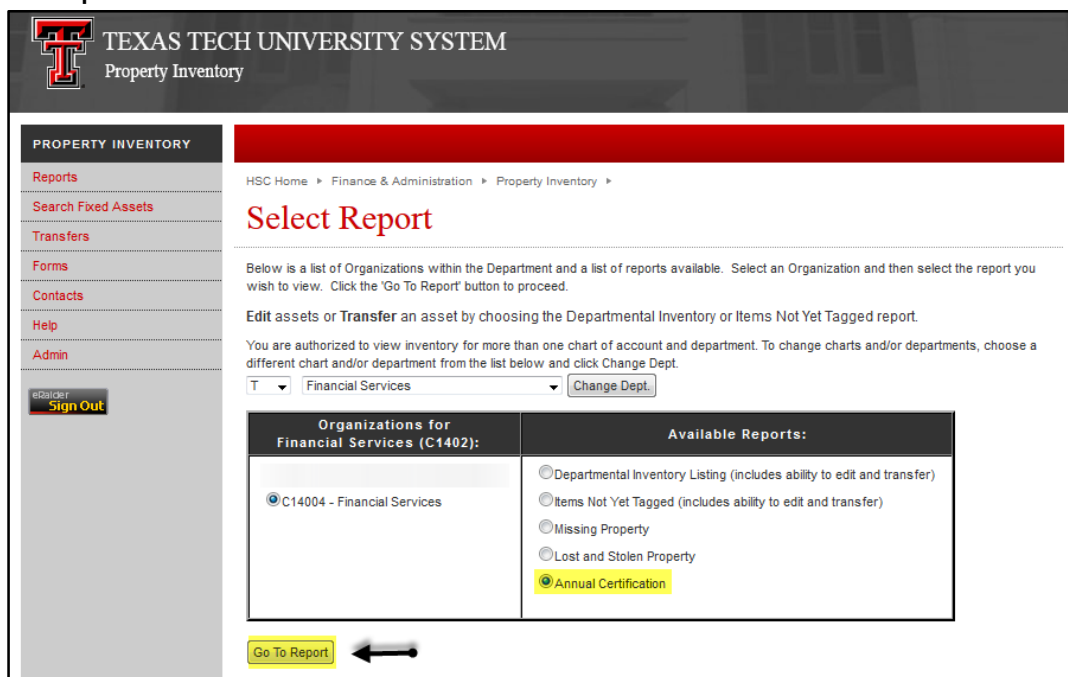 TEXAS TECH UNIVERSITY SYSTEM
Property Inventory
PROPERTY INVENTORY
Reports
Search Fixed Assets
Transfers
Forms
Contacts
Help
Admin
eRaider
Sign Out
HSC Home ▸ Finance & Administration ▸ Property Inventory ▸
Select Report
Below is a list of Organizations within the Department and a list of reports available. Select an Organization and then select the report you
wish to view. Click the 'Go To Report' button to proceed.
Edit assets or Transfer an asset by choosing the Departmental Inventory or Items Not Yet Tagged report.
You are authorized to view inventory for more than one chart of account and department. To change charts and/or departments, choose a
different chart and/or department from the list below and click Change Dept.
T Financial Services Change Dept.
Organizations for
Financial Services (C1402):
C14004 - Financial Services
Available Reports:
Departmental Inventory Listing (includes ability to edit and transfer)
Items Not Yet Tagged (includes ability to edit and transfer)
Missing Property
Lost and Stolen Property
Annual Certification
Go To Report